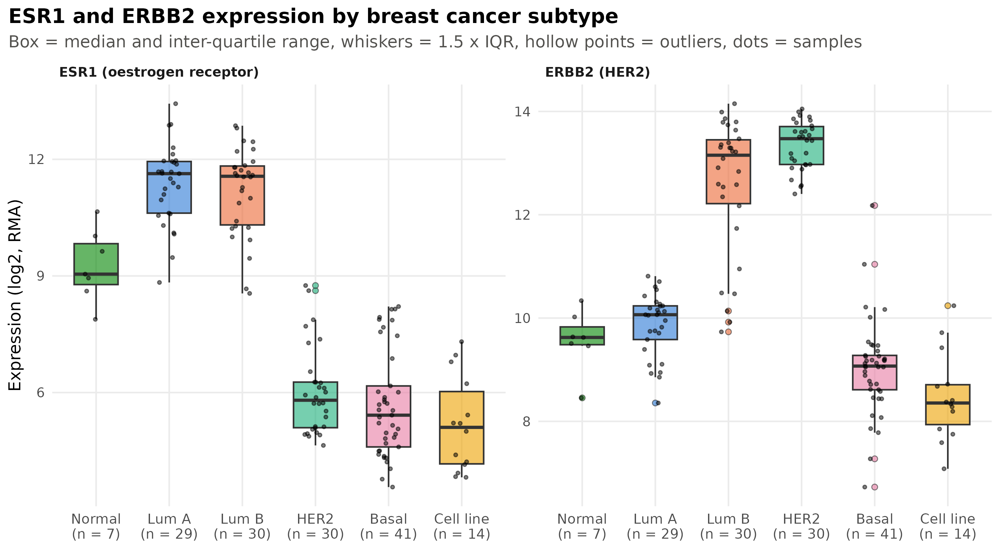 ESR1 and ERBB2 expression by breast cancer subtype
Box = median and inter-quartile range, whiskers = 1.5 x IQR, hollow points = outliers, dots = samples
ESR1 (oestrogen receptor)
ERBB2 (HER2)
Expression (log2, RMA)
12
9
6
14
12
10
8
Normal
(n = 7)
Lum A
(n = 29)
Lum B
(n = 30)
HER2
(n = 30)
Basal
(n = 41)
Cell line
(n = 14)
Normal
(n = 7)
Lum A
(n = 29)
Lum B
(n = 30)
HER2
(n = 30)
Basal
(n = 41)
Cell line
(n = 14)